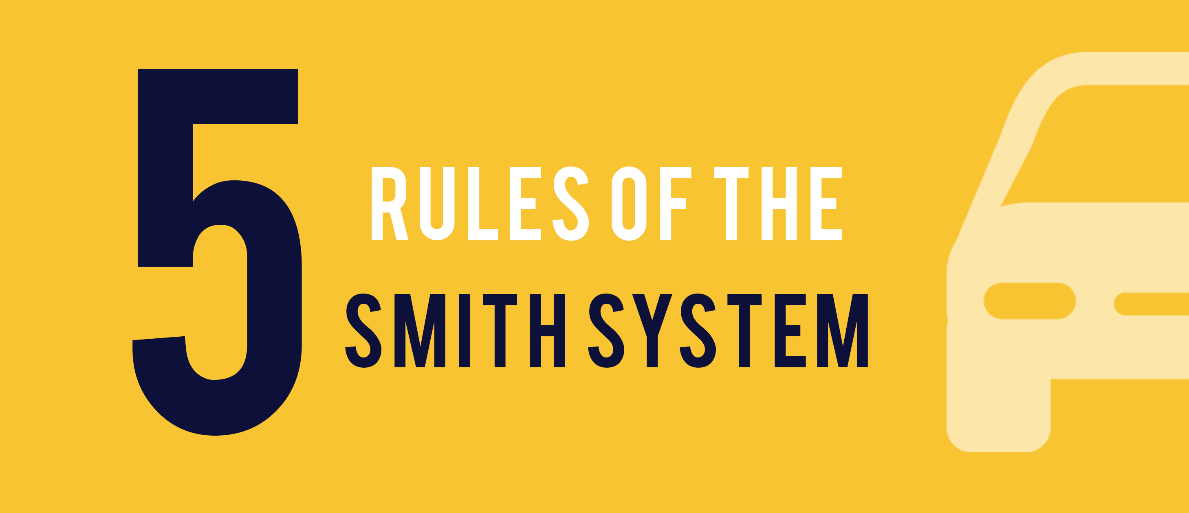 5
RULES OF THE
SMITH SYSTEM